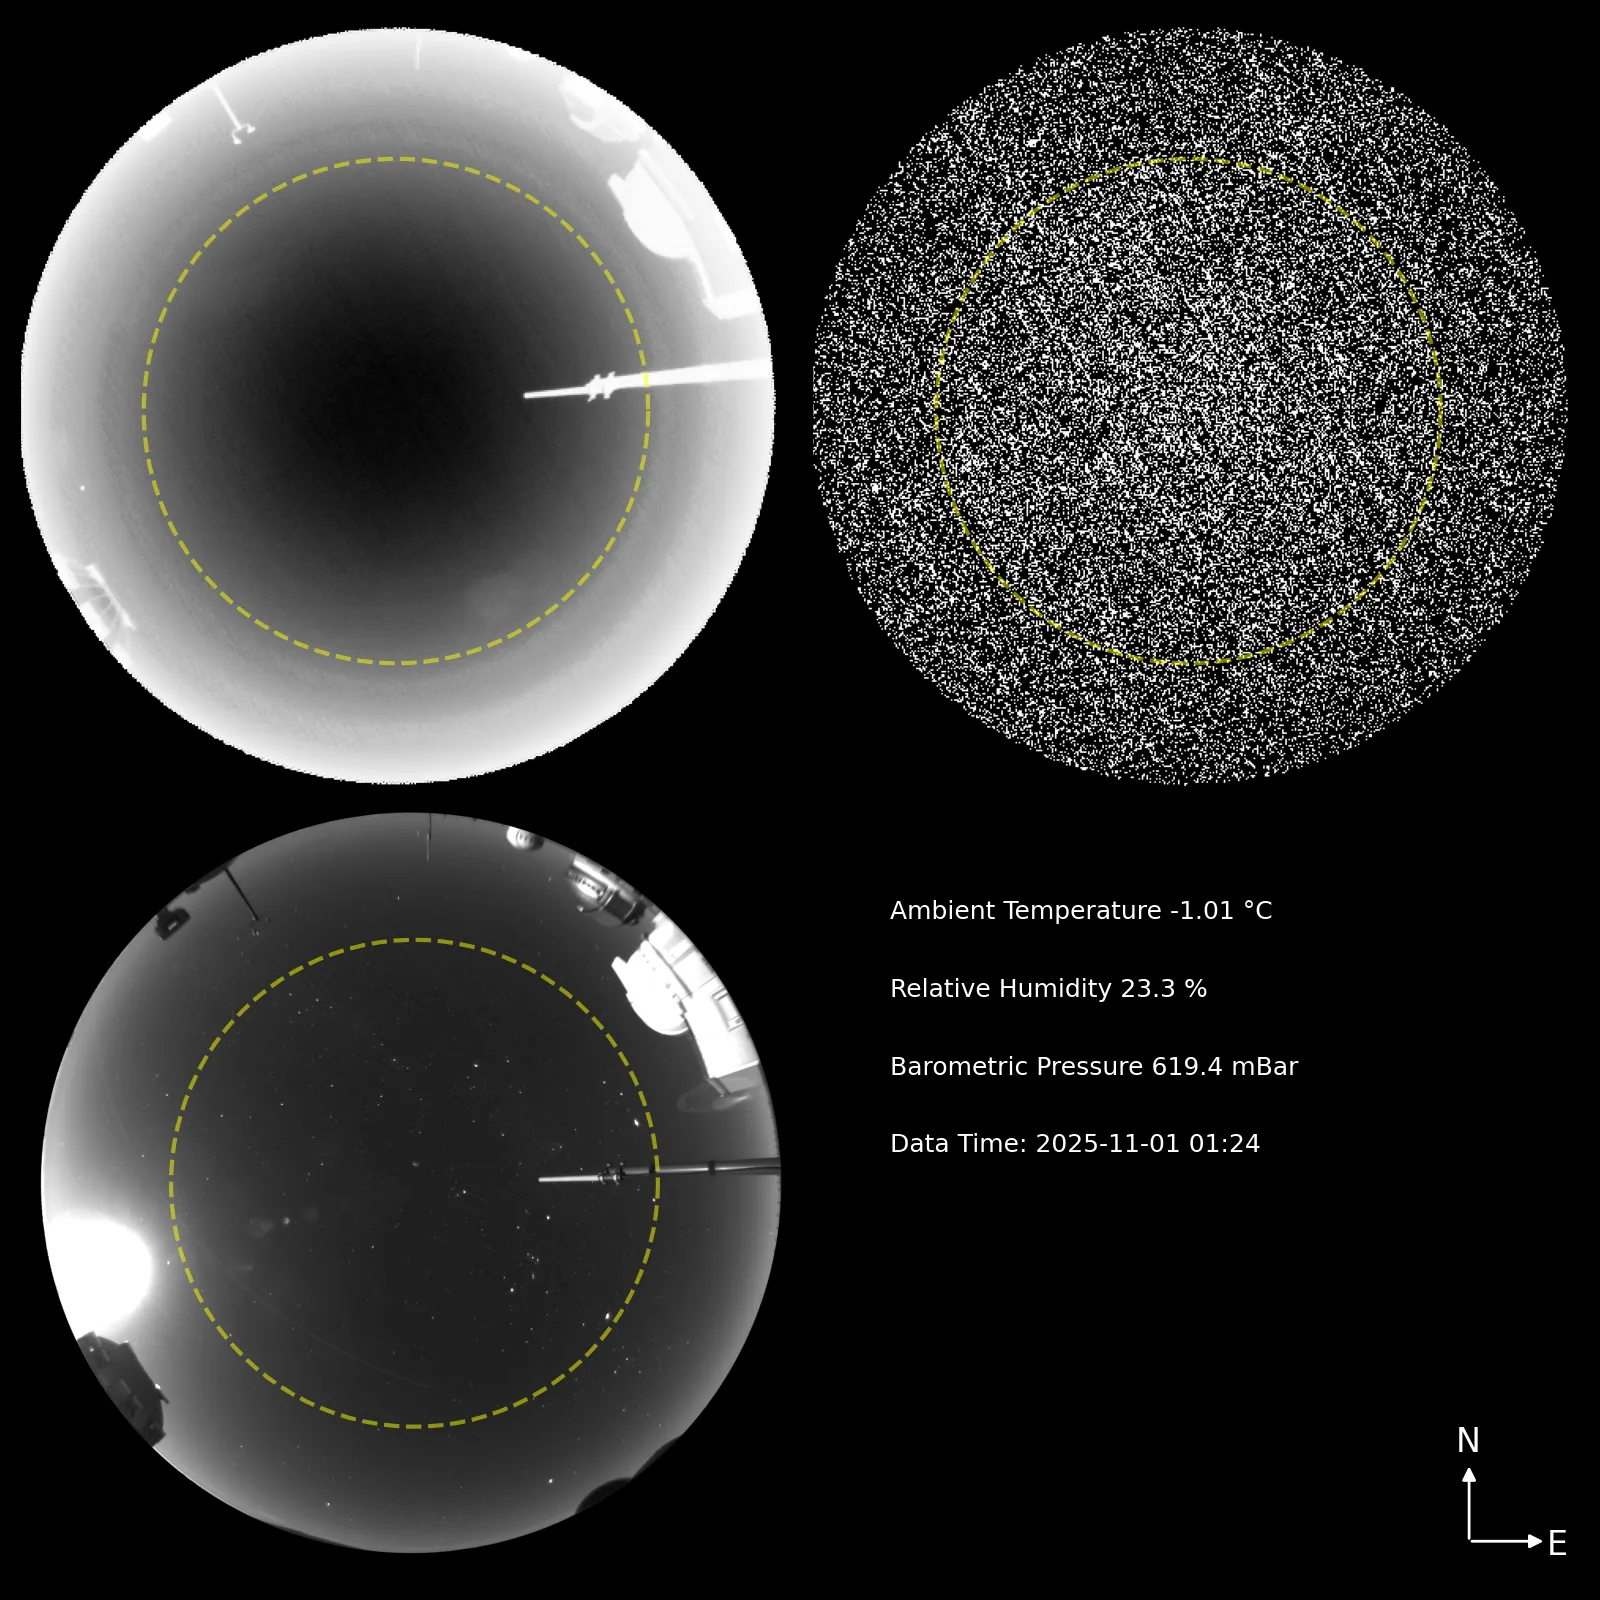 Ambient Temperature -1.01 °C
Relative Humidity 23.3 %
Barometric Pressure 619.4 mBar
Data Time: 2025-11-01 01:24
N
E